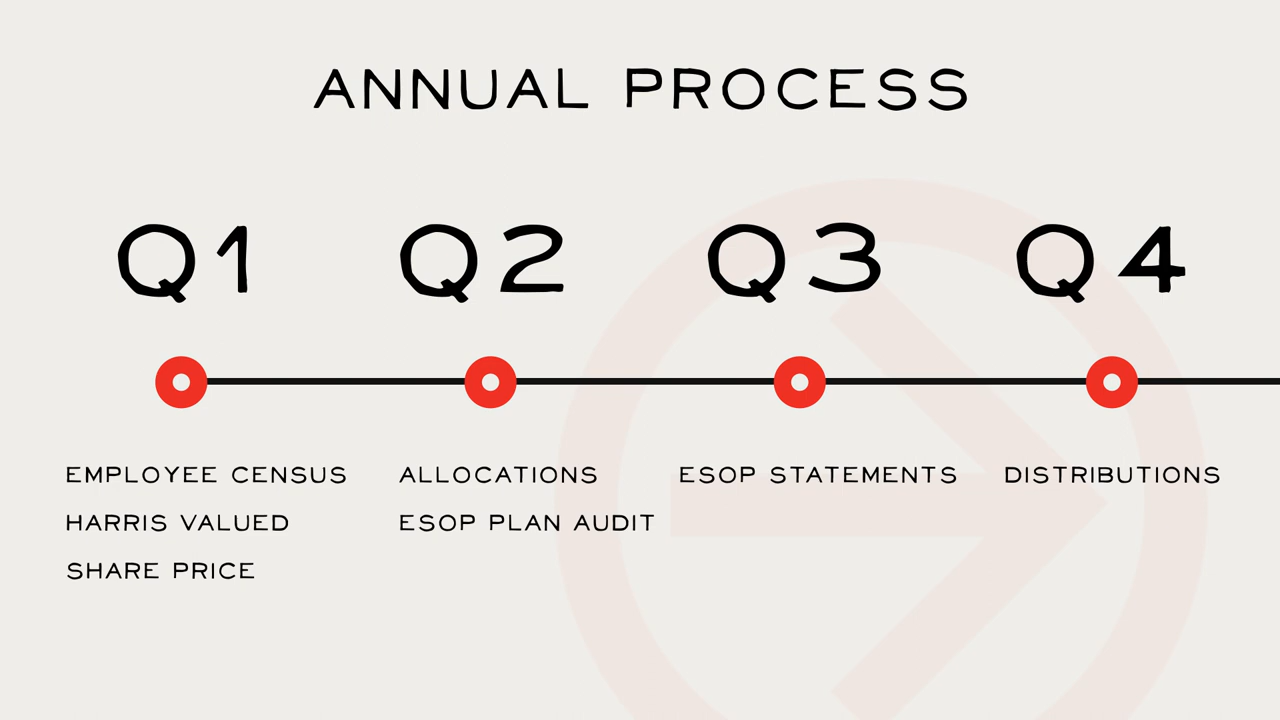 ANNUAL PROCESS
Q1
Q2
Q3
Q4
EMPLOYEE CENSUS
HARRIS VALUED
SHARE PRICE
ALLOCATIONS
ESOP PLAN AUDIT
ESOP STATEMENTS
DISTRIBUTIONS